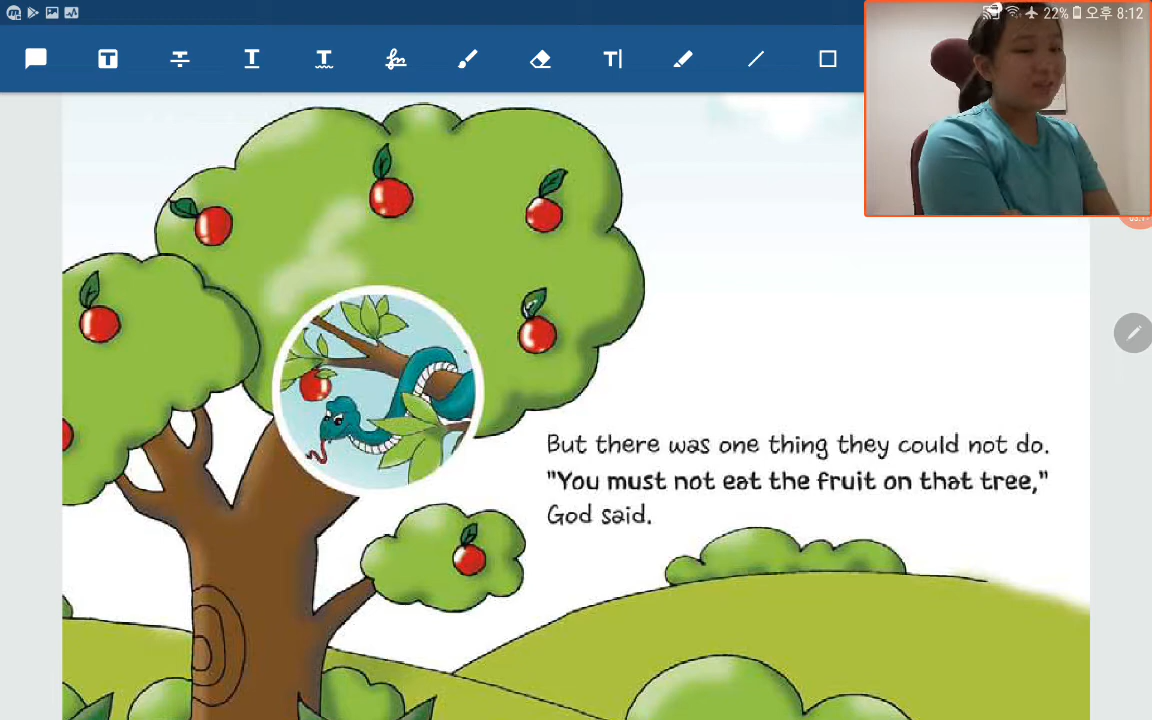 22% 오후 8:12
But there was one thing they could not do.
"You must not eat the fruit on that tree,"
God said.